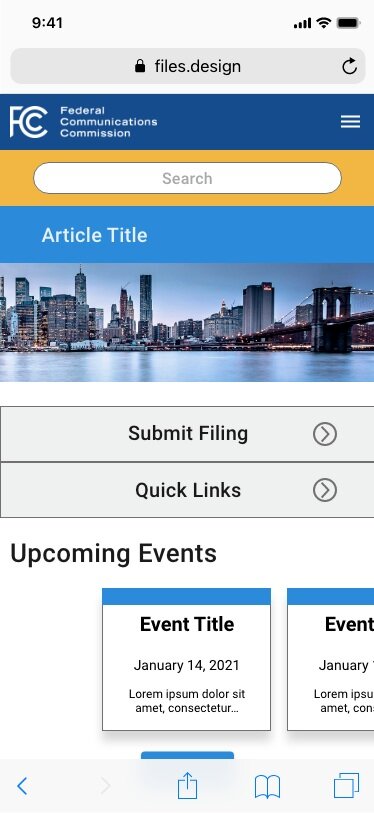 9:41
files.design
Federal
Communications
Commission
Search
Article Title
Submit Filing
Quick Links
Upcoming Events
Event Title
January 14, 2021
Lorem ipsum dolor sit
amet, consectetur...
Event
January
Lorem ips
amet, con